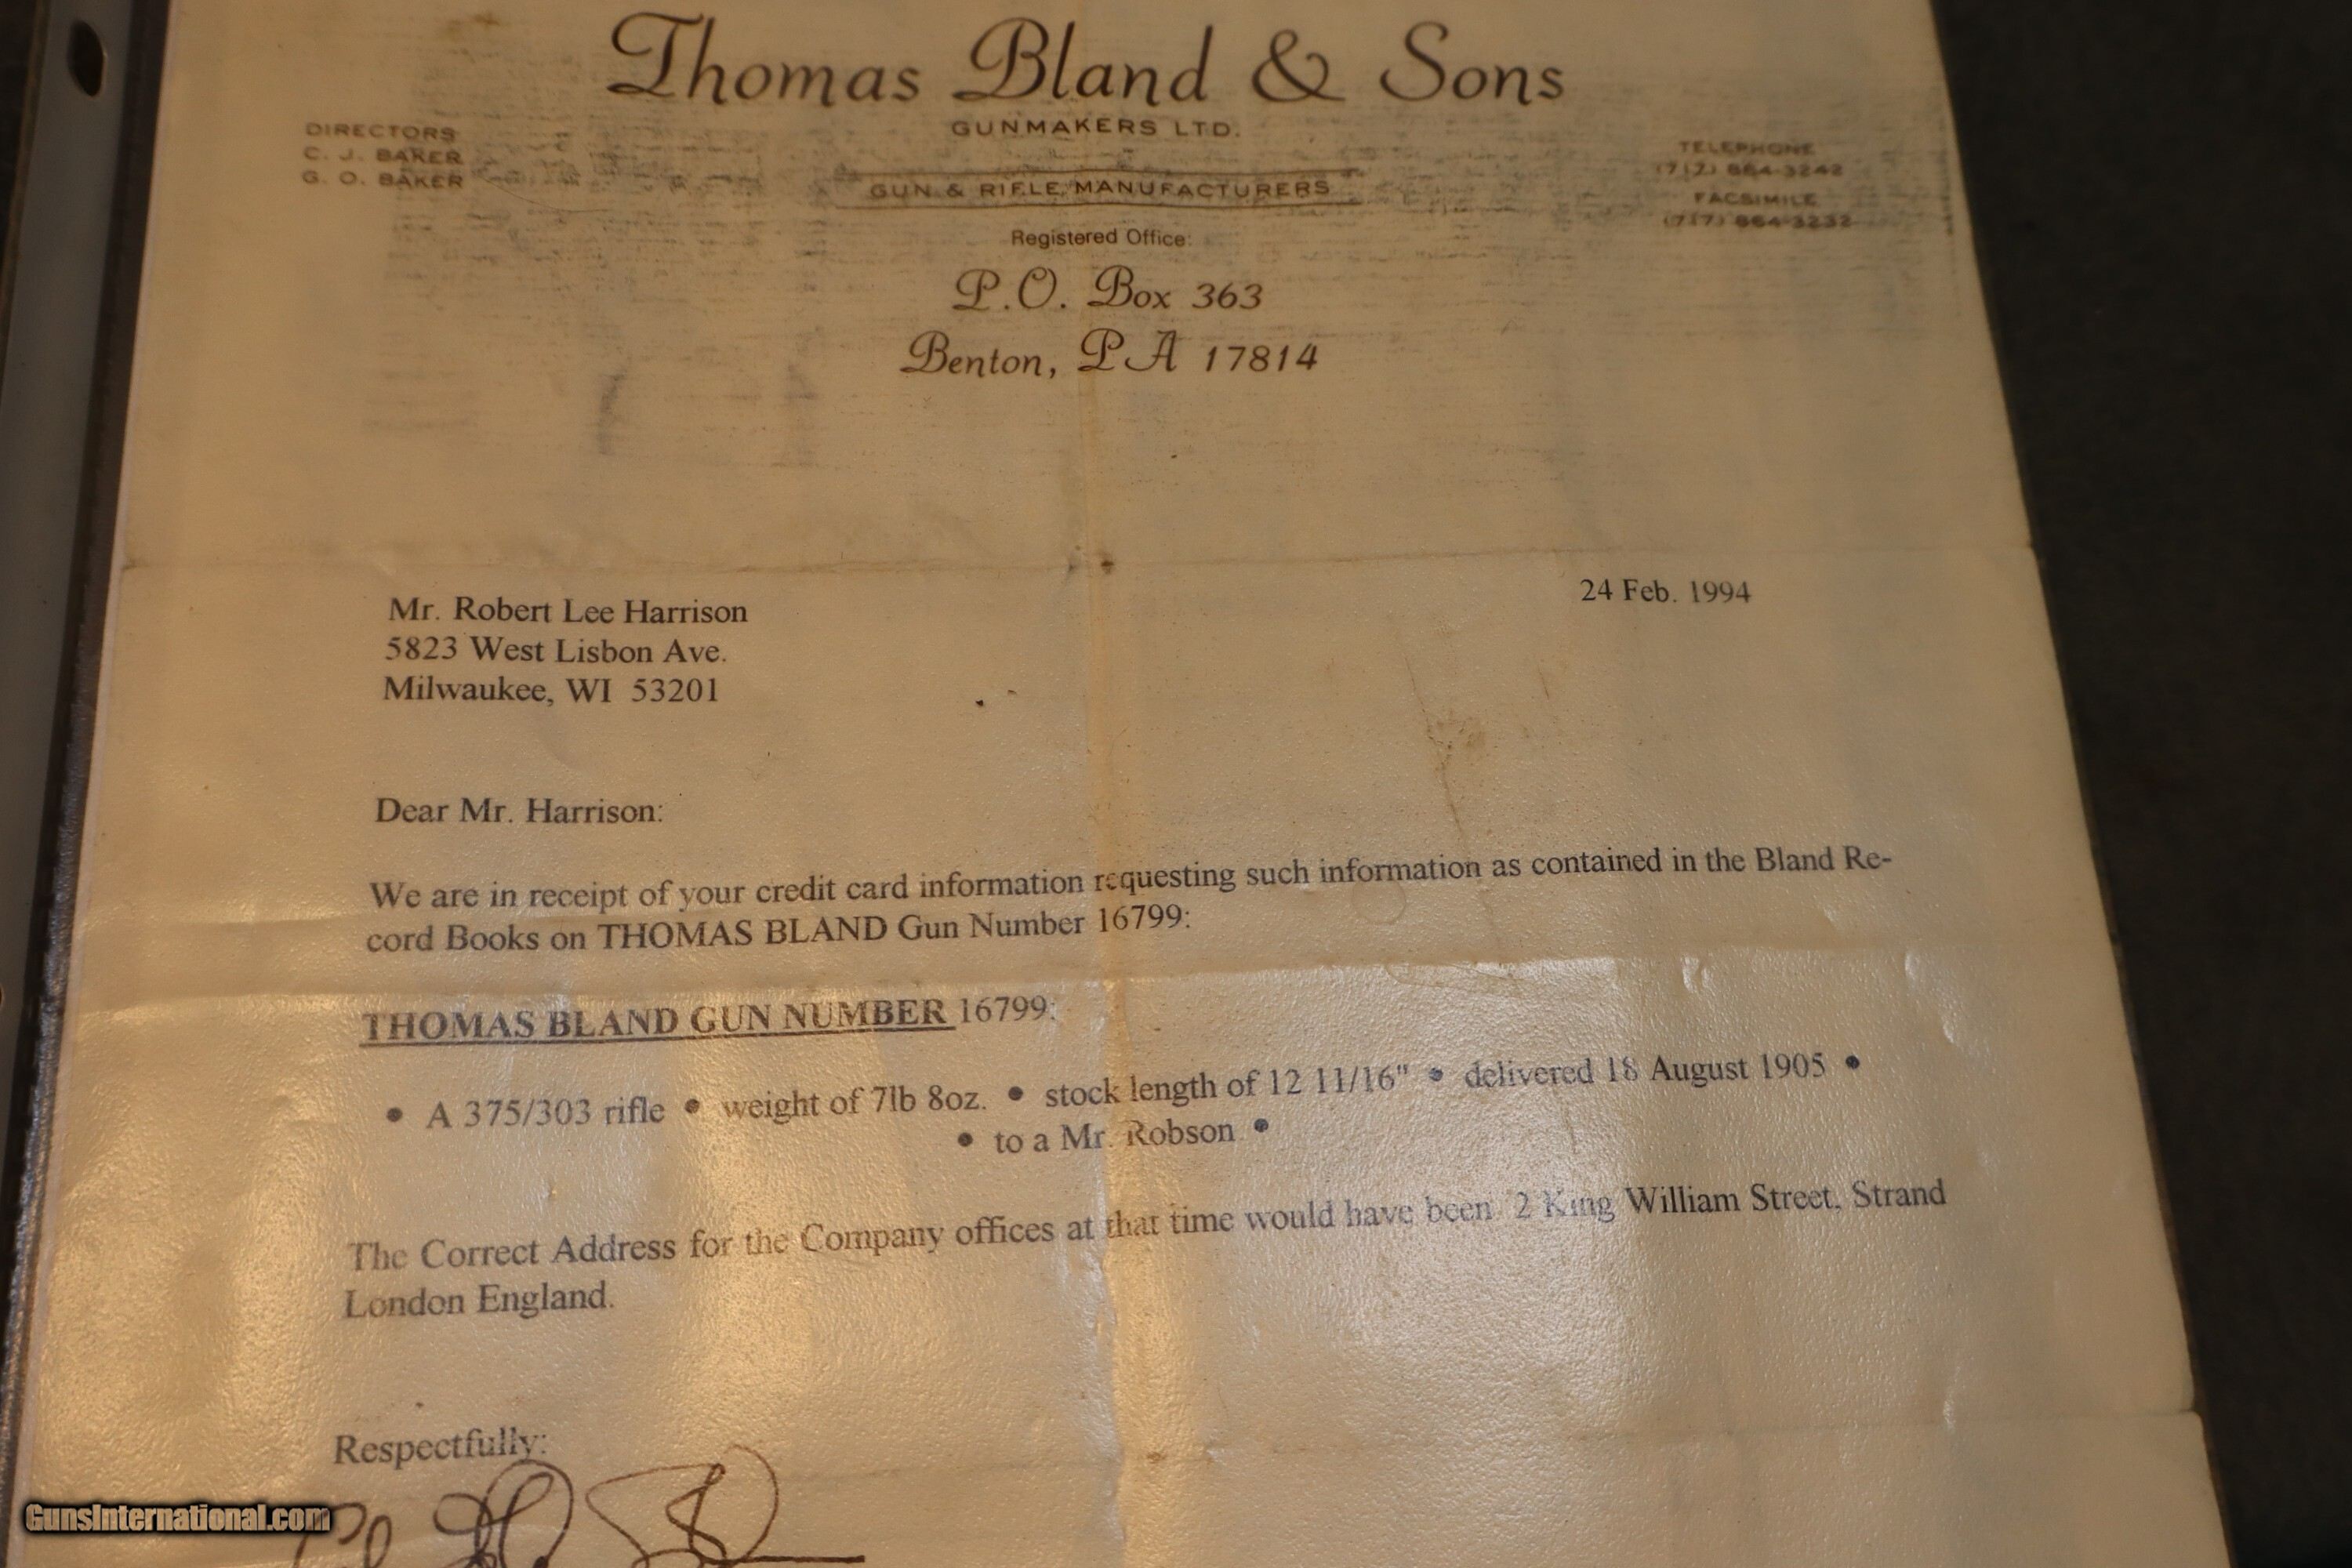 Thomas Bland & Sons
GUNMAKERS LTD.
DIRECTORS
C. J. BAKER
G. O. BAKER
GUN & RIFLE MANUFACTURERS
TELEPHONE
(717) 864-3242
FACSIMILE
(717) 864-3232
Registered Office:
P.O. Box 363
Benton, PA 17814
24 Feb. 1994
Mr. Robert Lee Harrison
5823 West Lisbon Ave.
Milwaukee, WI 53201
Dear Mr. Harrison:
We are in receipt of your credit card information requesting such information as contained in the Bland Re-
cord Books on THOMAS BLAND Gun Number 16799:
THOMAS BLAND GUN NUMBER 16799:
• A 375/303 rifle • weight of 7lb 8oz. • stock length of 12 11/16" • delivered 18 August 1905 •
• to a Mr. Robson •
The Correct Address for the Company offices at that time would have been 2 King William Street, Strand
London England.
Respectfully:
GunsInternational.com